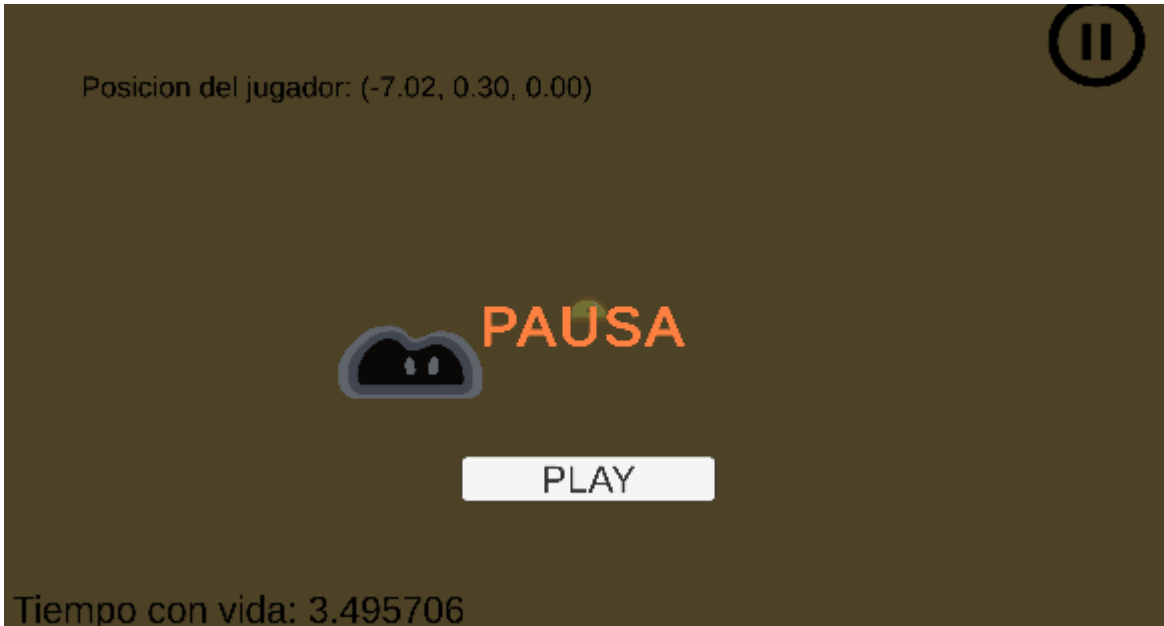 Posicion del jugador: (-7.02, 0.30, 0.00)
PAUSA
PLAY
Tiempo con vida: 3.495706